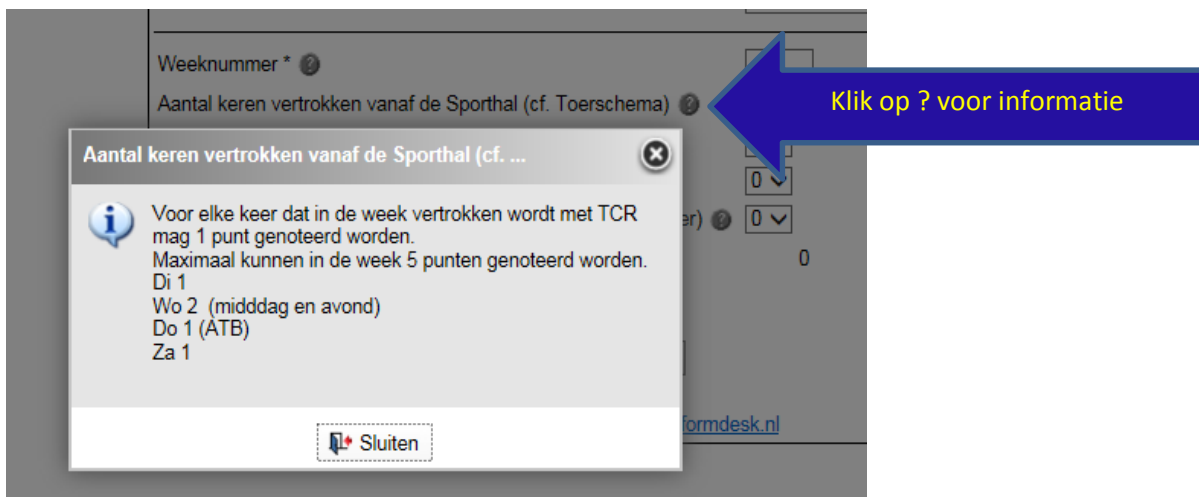 Weeknummer *
Aantal keren vertrokken vanaf de Sporthal (cf. Toerschema)
Klik op ? voor informatie
Aantal keren vertrokken vanaf de Sporthal (cf. ...
Voor elke keer dat in de week vertrokken wordt met TCR
mag 1 punt genoteerd worden.
Maximaal kunnen in de week 5 punten genoteerd worden.
Di 1
Wo 2 (midddag en avond)
Do 1 (ATB)
Za 1
0
er) 0
0
Sluiten
formdesk.nl